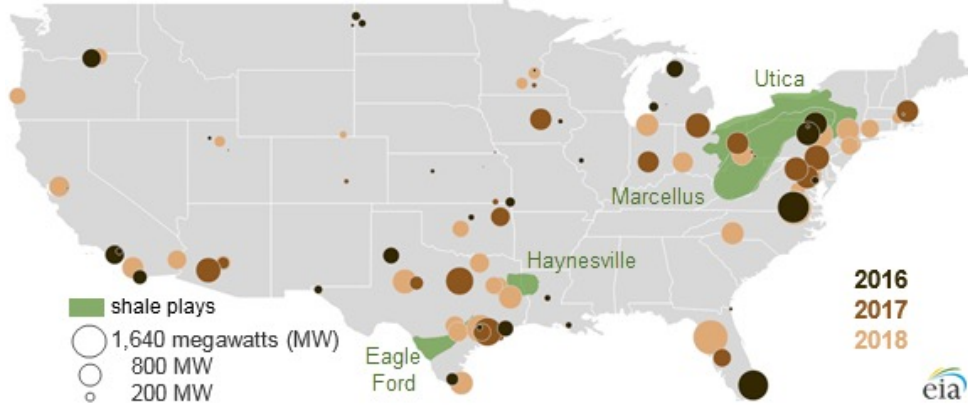 Utica
Marcellus
Haynesville
2016
2017
2018
shale plays
1,640 megawatts (MW)
800 MW
200 MW
Eagle
Ford
eia